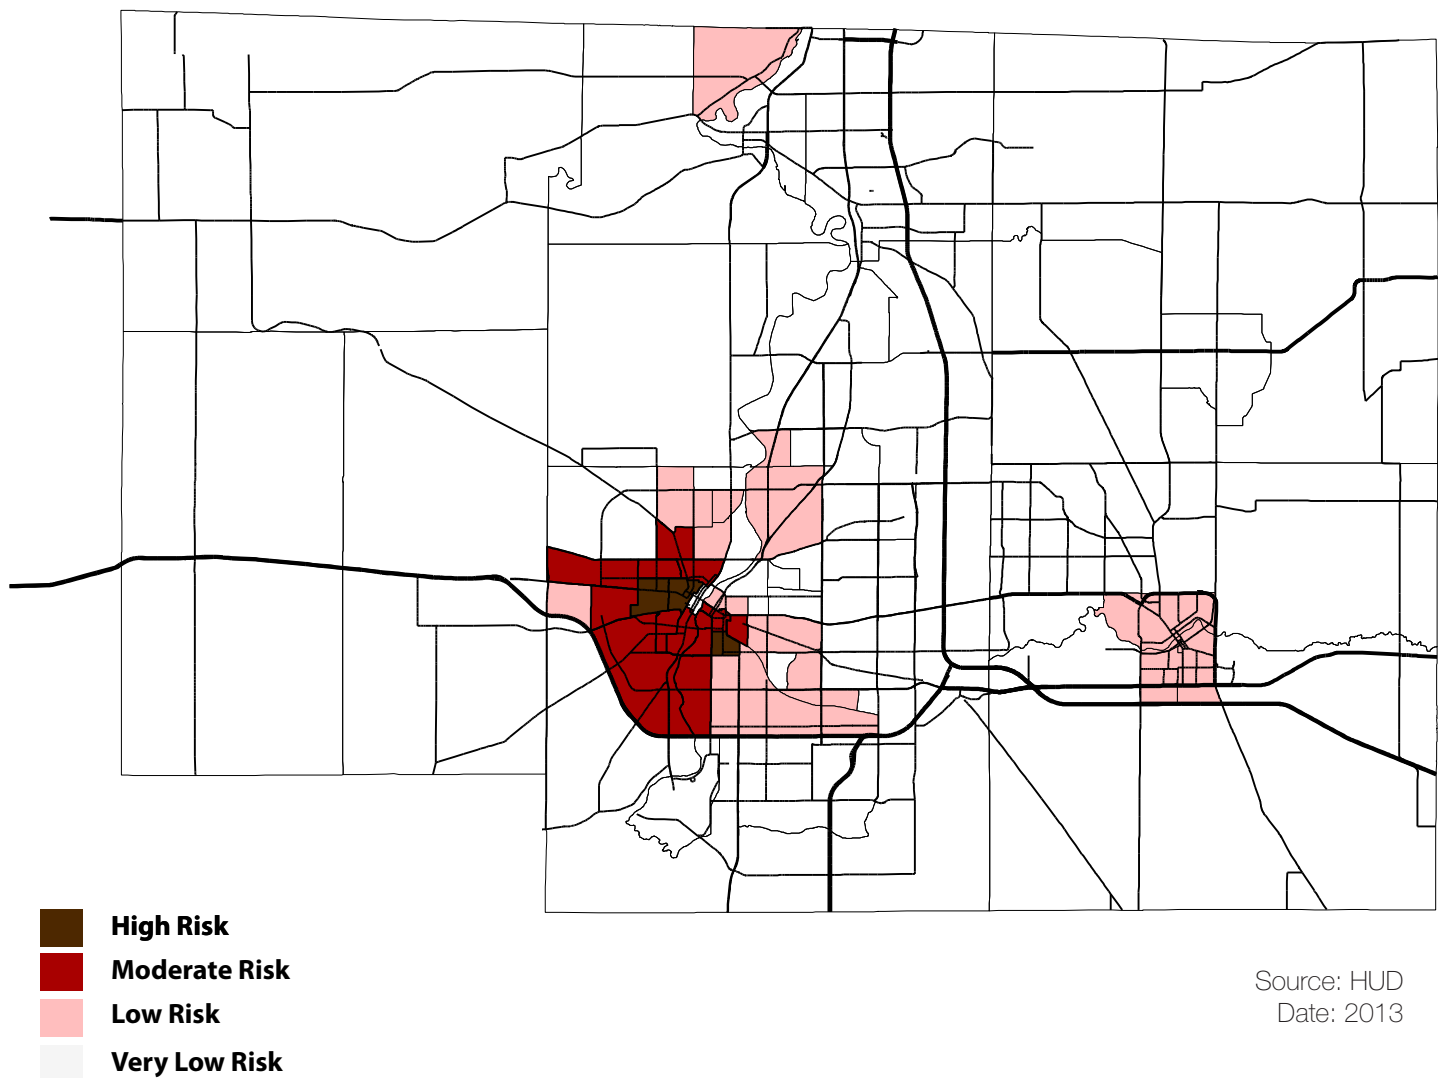 High Risk
Moderate Risk
Low Risk
Very Low Risk
Source: HUD
Date: 2013